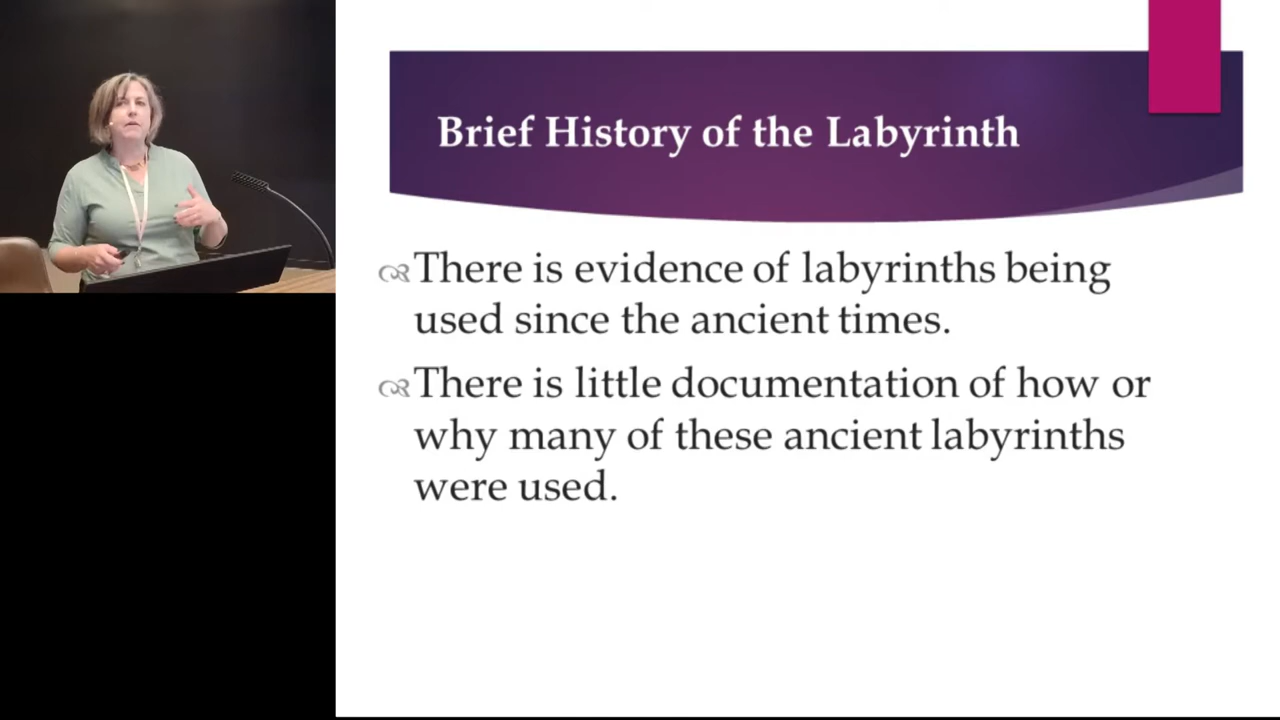 Brief History of the Labyrinth
There is evidence of labyrinths being
used since the ancient times.
There is little documentation of how or
why many of these ancient labyrinths
were used.